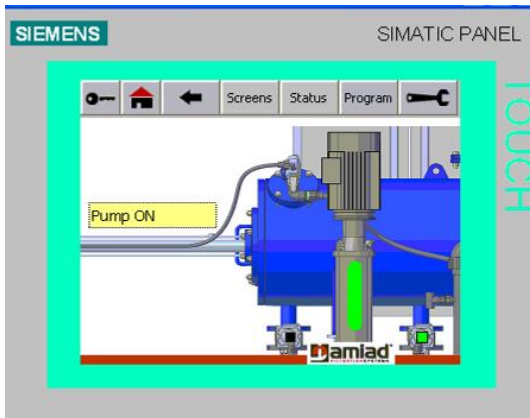 SIEMENS
SIMATIC PANEL
TOUCH
Screens Status Program
Pump ON
amiad